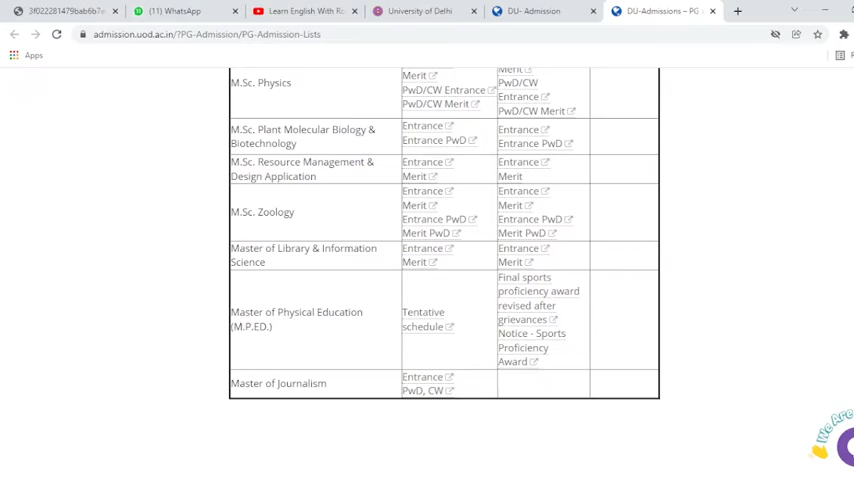 3f022281479bab6b7e
(11) WhatsApp
Learn English With Ro
University of Delhi
DU- Admission
DU-Admissions – PG
admission.uod.ac.in/?PG-Admission/PG-Admission-Lists
Apps
M.Sc. Physics
Merit
PwD/CW Entrance
PwD/CW Merit
Merit
PwD/CW
Entrance
PwD/CW Merit
M.Sc. Plant Molecular Biology &
Biotechnology
Entrance
Entrance PwD
Entrance
Entrance PwD
M.Sc. Resource Management &
Design Application
Entrance
Merit
Entrance
Merit
M.Sc. Zoology
Entrance
Merit
Entrance PwD
Merit PwD
Entrance
Merit
Entrance PwD
Merit PwD
Master of Library & Information
Science
Entrance
Merit
Entrance
Merit
Master of Physical Education
(M.P.ED.)
Tentative
schedule
Final sports
proficiency award
revised after
grievances
Notice - Sports
Proficiency
Award
Master of Journalism
Entrance
PwD, CW
We Are